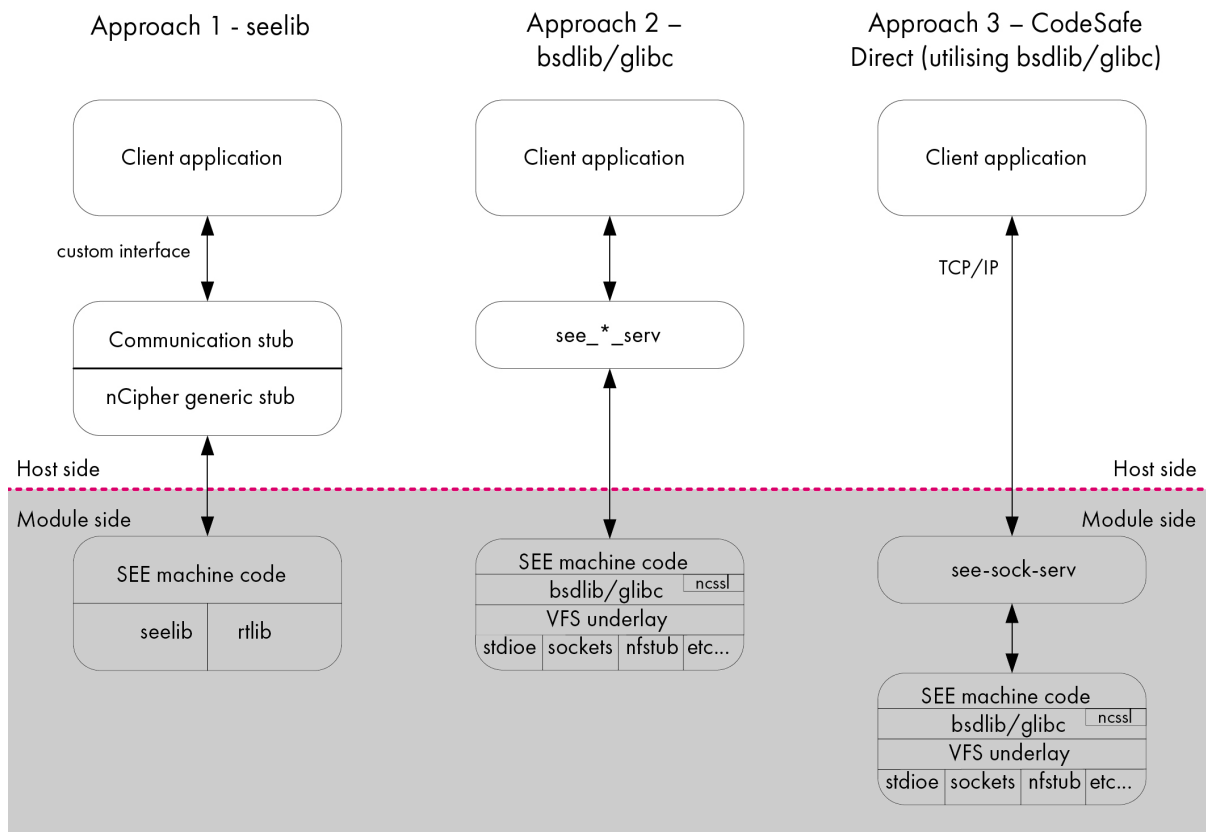 Approach 1 - seelib
Approach 2 –
bsdlib/glibc
Approach 3 – CodeSafe
Direct (utilising bsdlib/glibc)
Client application
Client application
Client application
custom interface
TCP/IP
Communication stub
nCipher generic stub
see_*_serv
Host side
Host side
Module side
Module side
SEE machine code
seelib
rtlib
SEE machine code
bsdlib/glibc
ncssl
VFS underlay
stdioe
sockets
nfstub
etc...
see-sock-serv
SEE machine code
bsdlib/glibc
ncssl
VFS underlay
stdioe
sockets
nfstub
etc...